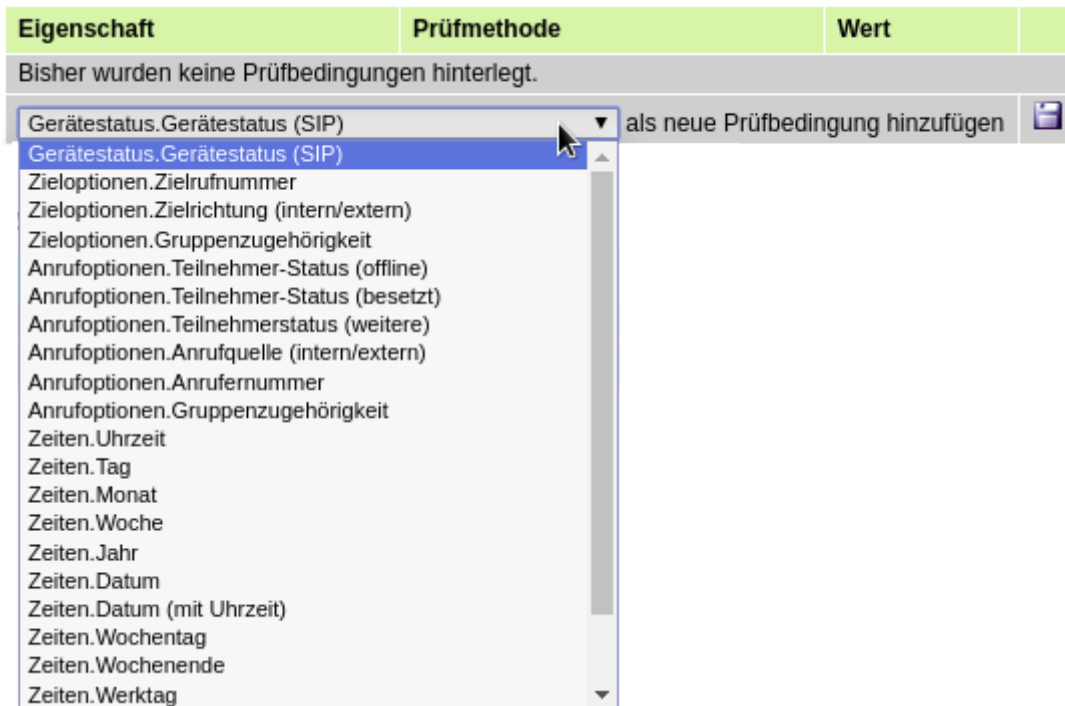 Eigenschaft Prüfmethode Wert
Bisher wurden keine Prüfbedingungen hinterlegt.
Gerätestatus.Gerätestatus (SIP) als neue Prüfbedingung hinzufügen
Gerätestatus.Gerätestatus (SIP)
Zieloptionen.Zielrufnummer
Zieloptionen.Zielrichtung (intern/extern)
Zieloptionen.Gruppenzugehörigkeit
Anrufoptionen.Teilnehmer-Status (offline)
Anrufoptionen.Teilnehmer-Status (besetzt)
Anrufoptionen.Teilnehmerstatus (weitere)
Anrufoptionen.Anrufquelle (intern/extern)
Anrufoptionen.Anrufernummer
Anrufoptionen.Gruppenzugehörigkeit
Zeiten.Uhrzeit
Zeiten.Tag
Zeiten.Monat
Zeiten.Woche
Zeiten.Jahr
Zeiten.Datum
Zeiten.Datum (mit Uhrzeit)
Zeiten.Wochentag
Zeiten.Wochenende
Zeiten.Werktag